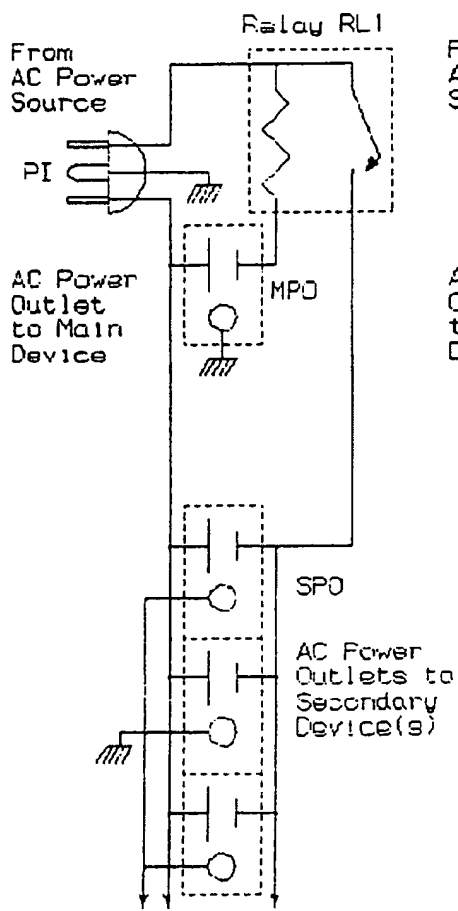 Relay RL1
From
AC Power
Source
PI
AC Power
Outlet
to Main
Device
MPO
SPO
AC Power
Outlets to
Secondary
Device(s)
F
A
S
A
O
t
D